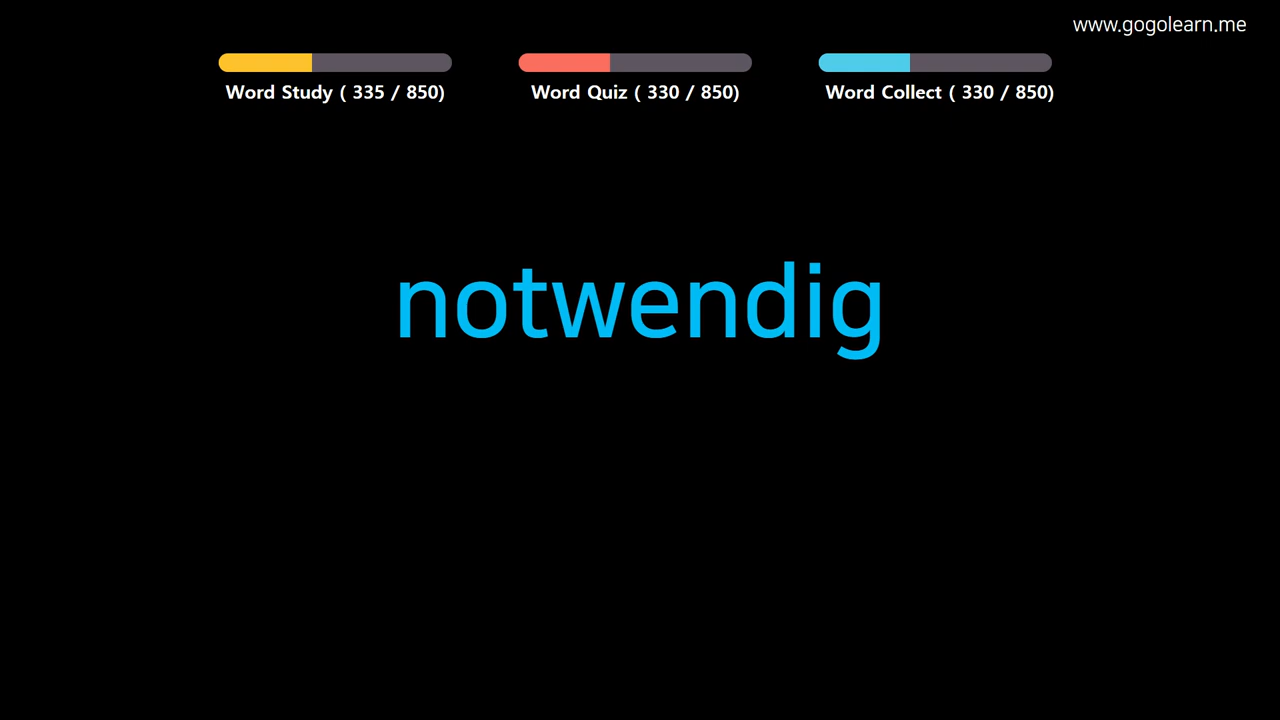 www.gogolearn.me
Word Study ( 335 / 850)
Word Quiz ( 330 / 850)
Word Collect ( 330 / 850)
notwendig